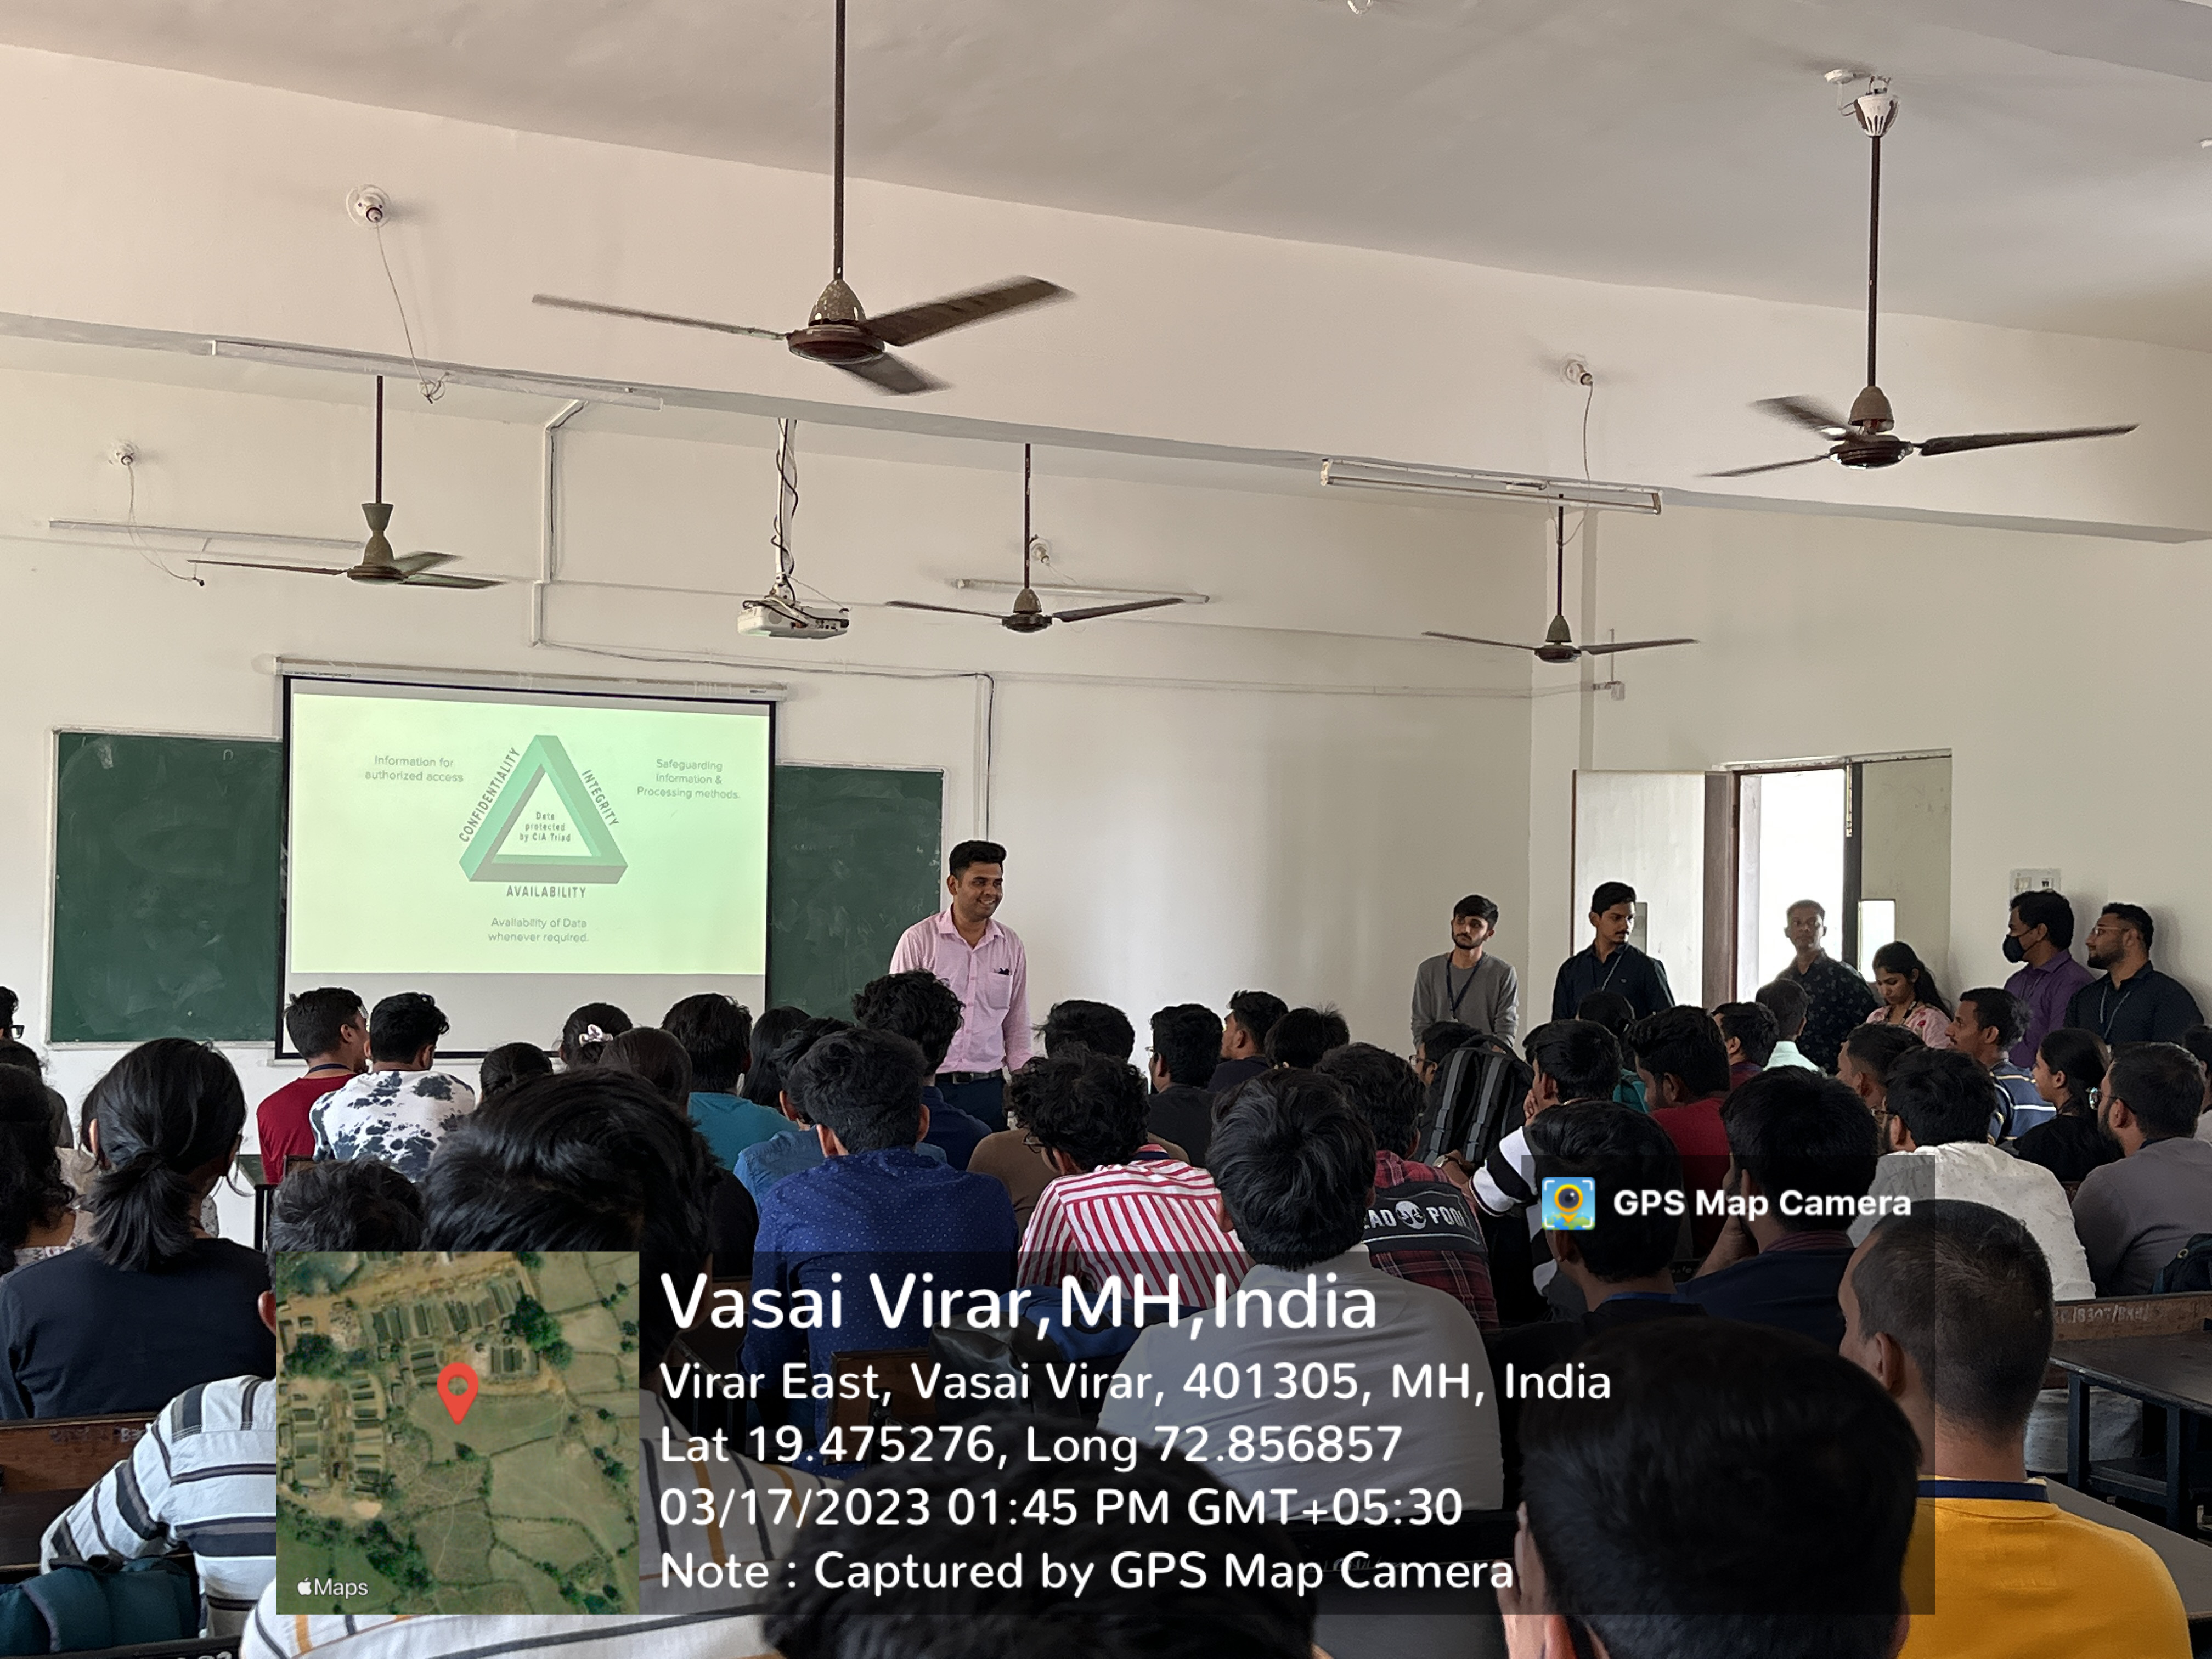 Information for
authorized access
CONFIDENTIALITY
INTEGRITY
Safeguarding
Information &
Processing methods.
Data
protected
by CIA Triad
AVAILABILITY
Availability of Data
whenever required.
GPS Map Camera
Vasai Virar,MH,India
Virar East, Vasai Virar, 401305, MH, India
Lat 19.475276, Long 72.856857
03/17/2023 01:45 PM GMT+05:30
Note : Captured by GPS Map Camera
Maps